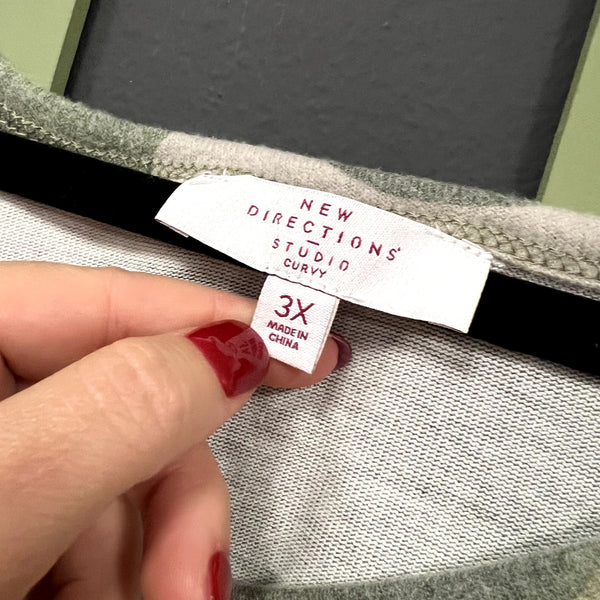 NEW
DIRECTIONS®
STUDIO
CURVY
3X
MADE IN
CHINA